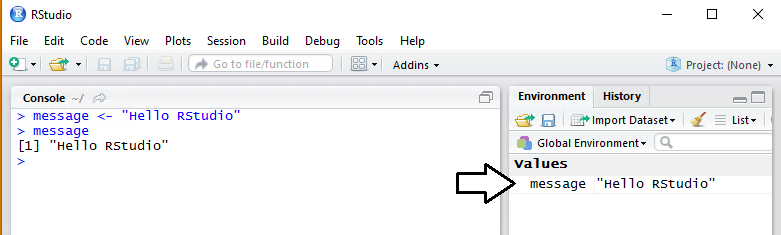 RStudio
File Edit Code View Plots Session Build Debug Tools Help
Go to file/function Addins Project: (None)
Console ~/
> message <- "Hello RStudio"
> message
[1] "Hello RStudio"
>
Environment History
Import Dataset List
Global Environment
Values
message "Hello RStudio"